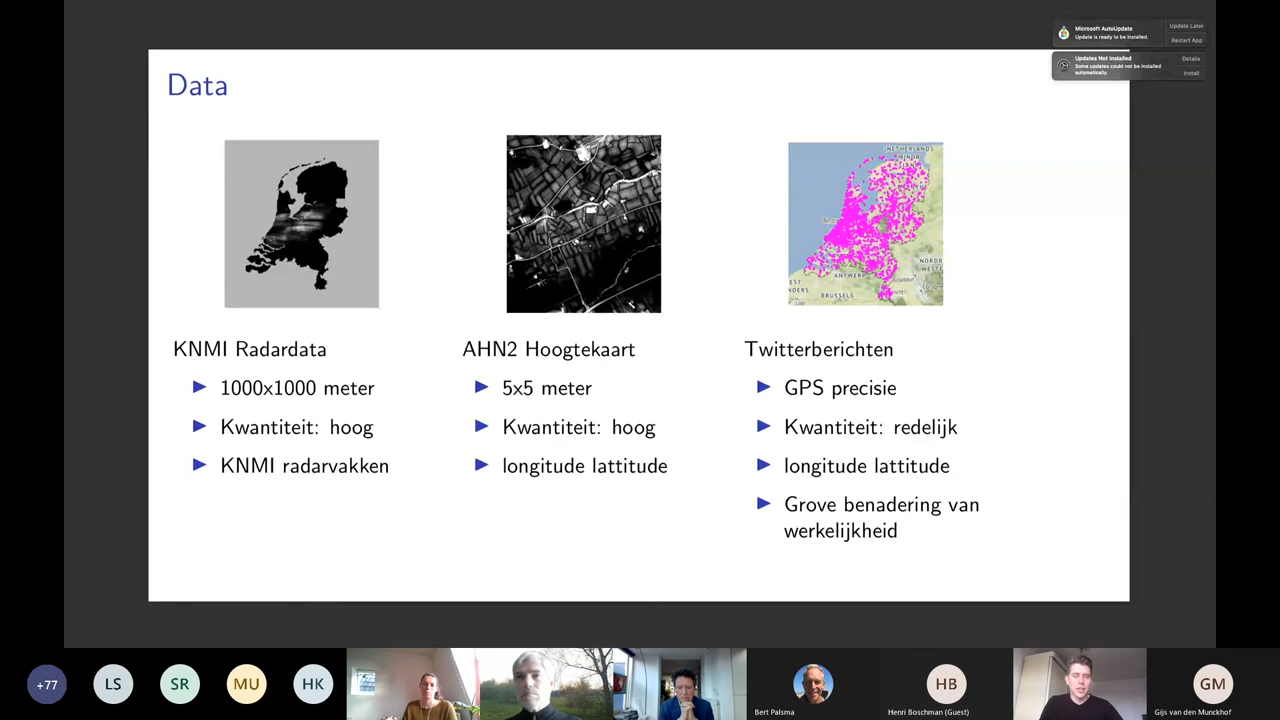 Microsoft AutoUpdate
Update is ready to be installed.
Update Later
Restart App
Updates Not Installed
Some updates could not be installed
automatically.
Details
Install
Data
NETHERLANDS
ANTWERP
BRUSSELS
KNMI Radardata
1000x1000 meter
Kwantiteit: hoog
KNMI radarvakken
AHN2 Hoogtekaart
5x5 meter
Kwantiteit: hoog
longitude lattitude
Twitterberichten
GPS precisie
Kwantiteit: redelijk
longitude lattitude
Grove benadering van
werkelijkheid
+77
LS
SR
MU
HK
Bert Palsma
HB
Henri Boschman (Guest)
GM
Gijs van den Munckhof